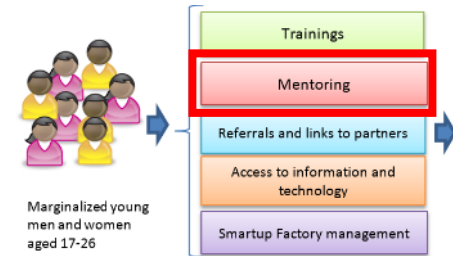 Trainings
Mentoring
Referrals and links to partners
Access to information and
technology
Smartup Factory management
Marginalized young
men and women
aged 17-26